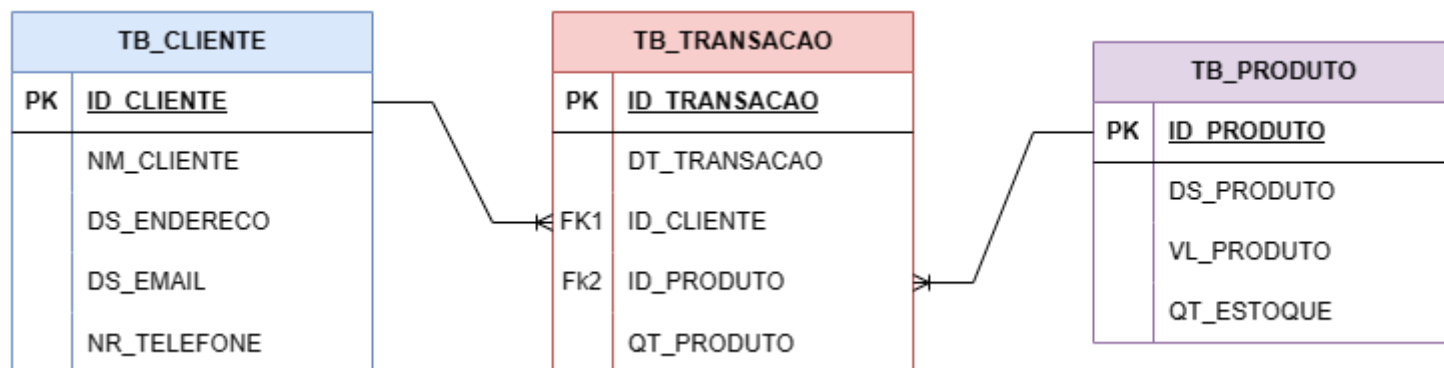 TB_CLIENTE
PK ID_CLIENTE
NM_CLIENTE
DS_ENDERECO
DS_EMAIL
NR_TELEFONE
TB_TRANSACAO
PK ID_TRANSACAO
DT_TRANSACAO
FK1 ID_CLIENTE
Fk2 ID_PRODUTO
QT_PRODUTO
TB_PRODUTO
PK ID_PRODUTO
DS_PRODUTO
VL_PRODUTO
QT_ESTOQUE